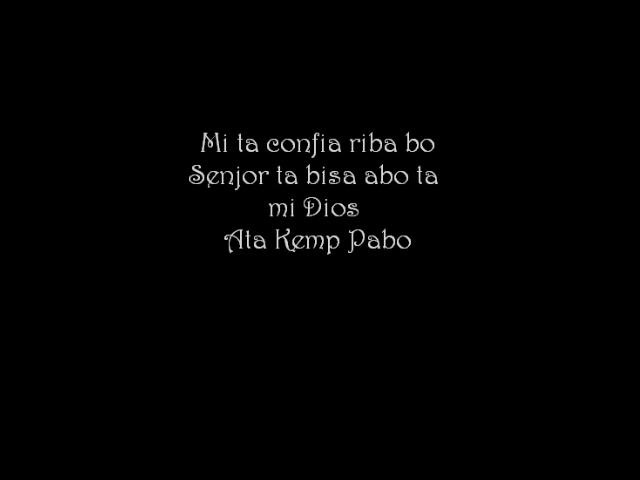 Mi ta confia riba bo
Senjor ta bisa abo ta
mi Dios
Ata Kemp Pabo